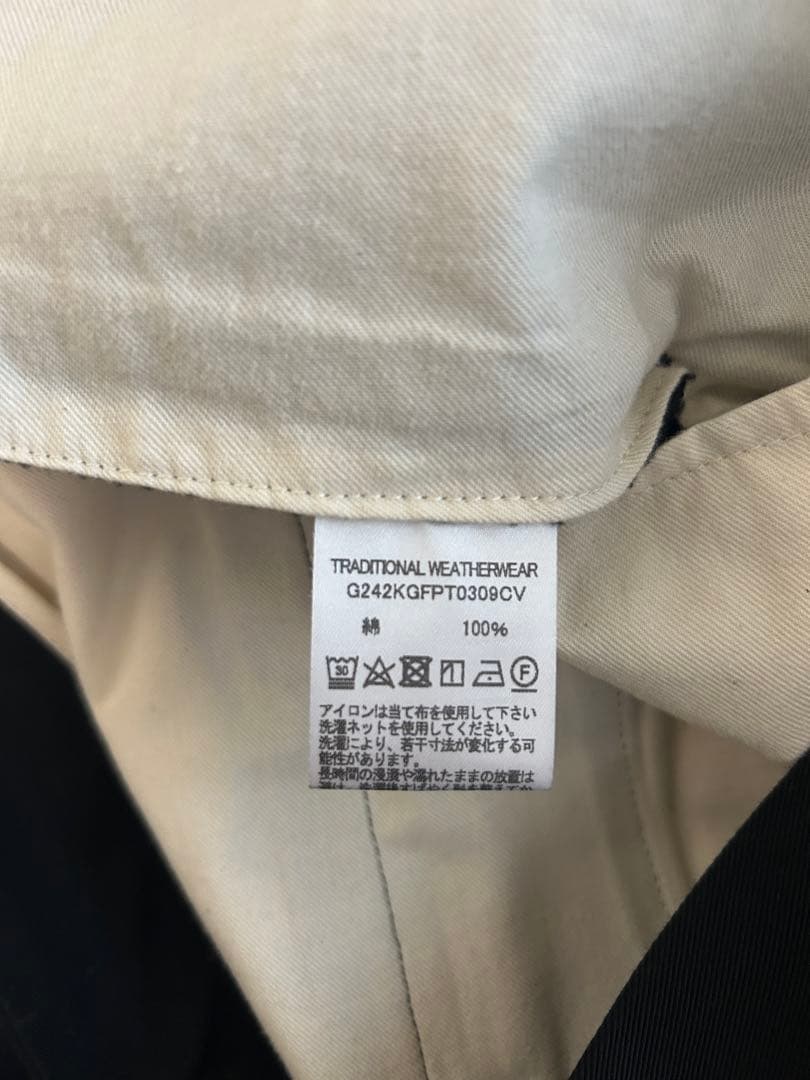 TRADITIONAL WEATHERWEAR
G242KGFPT0309CV
綿 100%
30 F
アイロンは当て布を使用して下さい
洗濯ネットを使用してください。
洗濯により、若干寸法が変化する可
能性があります。
長時間の浸漬や濡れたままの放置は